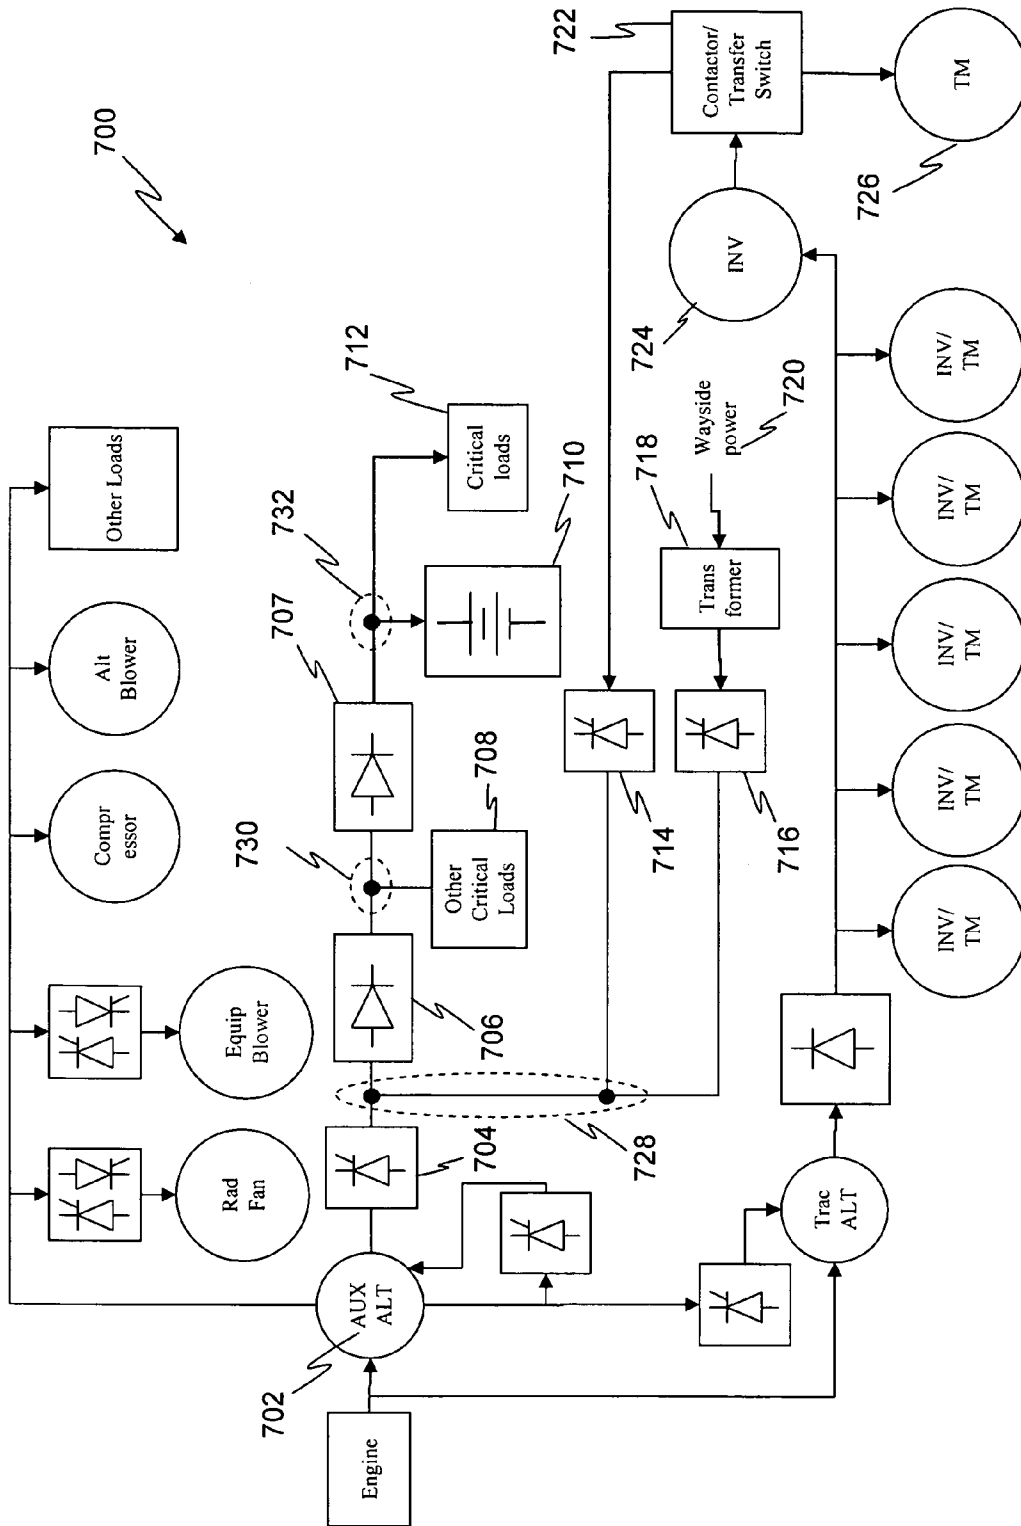 700
Other Loads
Alt
Blower
Compr
essor
Equip
Blower
Rad
Fan
712
Critical
loads
732
710
707
730
708
Other
Critical
Loads
706
704
728
AUX
ALT
702
Engine
722
Contactor/
Transfer
Switch
TM
726
INV
724
Wayside
power
720
718
Trans
former
714
716
Trac
ALT
INV/
TM
INV/
TM
INV/
TM
INV/
TM
INV/
TM